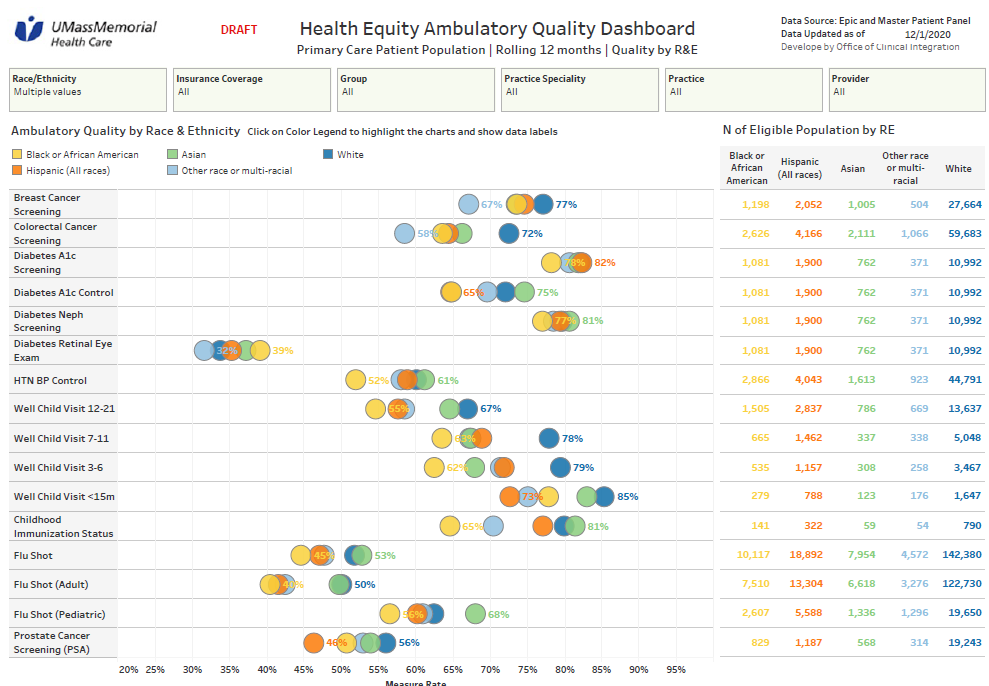 UMassMemorial
Health Care
DRAFT
Health Equity Ambulatory Quality Dashboard
Primary Care Patient Population | Rolling 12 months | Quality by R&E
Data Source: Epic and Master Patient Panel
Data Updated as of 12/1/2020
Develope by Office of Clinical Integration
Race/Ethnicity
Multiple values
Insurance Coverage
All
Group
All
Practice Speciality
All
Practice
All
Provider
All
Ambulatory Quality by Race & Ethnicity Click on Color Legend to highlight the charts and show data labels
Black or African American Asian White
Hispanic (All races) Other race or multi-racial
N of Eligible Population by RE
Black or African American
Hispanic (All races)
Asian
Other race or multi-racial
White
Breast Cancer Screening 67% 77% 1,198 2,052 1,005 504 27,664
Colorectal Cancer Screening 58% 72% 2,626 4,166 2,111 1,066 59,683
Diabetes A1c Screening 78% 82% 1,081 1,900 762 371 10,992
Diabetes A1c Control 65% 75% 1,081 1,900 762 371 10,992
Diabetes Neph Screening 77% 81% 1,081 1,900 762 371 10,992
Diabetes Retinal Eye Exam 32% 39% 1,081 1,900 762 371 10,992
HTN BP Control 52% 61% 2,866 4,043 1,613 923 44,791
Well Child Visit 12-21 55% 67% 1,505 2,837 786 669 13,637
Well Child Visit 7-11 63% 78% 665 1,462 337 338 5,048
Well Child Visit 3-6 62% 79% 535 1,157 308 258 3,467
Well Child Visit <15m 73% 85% 279 788 123 176 1,647
Childhood Immunization Status 65% 81% 141 322 59 54 790
Flu Shot 45% 53% 10,117 18,892 7,954 4,572 142,380
Flu Shot (Adult) 50% 7,510 13,304 6,618 3,276 122,730
Flu Shot (Pediatric) 56% 68% 2,607 5,588 1,336 1,296 19,650
Prostate Cancer Screening (PSA) 46% 56% 829 1,187 568 314 19,243
20% 25% 30% 35% 40% 45% 50% 55% 60% 65% 70% 75% 80% 85% 90% 95%
Measure Rate